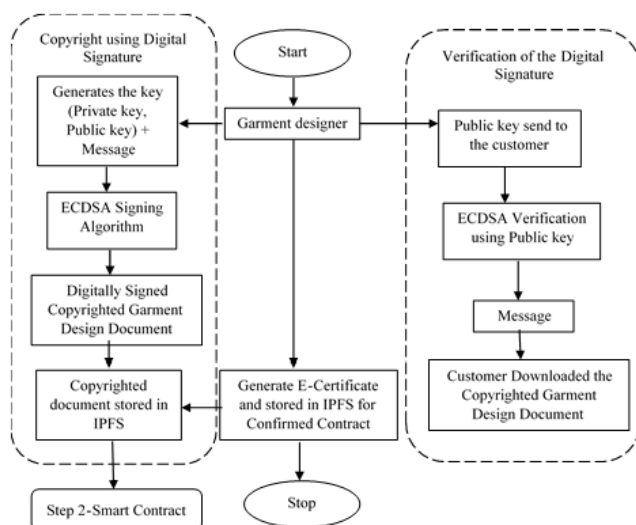 Copyright using Digital
Signature
Generates the key
(Private key,
Public key) +
Message
ECDSA Signing
Algorithm
Digitally Signed
Copyrighted Garment
Design Document
Copyrighted
document stored in
IPFS
Step 2-Smart Contract
Start
Garment designer
Generate E-Certificate
and stored in IPFS for
Confirmed Contract
Stop
Verification of the Digital
Signature
Public key send to
the customer
ECDSA Verification
using Public key
Message
Customer Downloaded the
Copyrighted Garment
Design Document